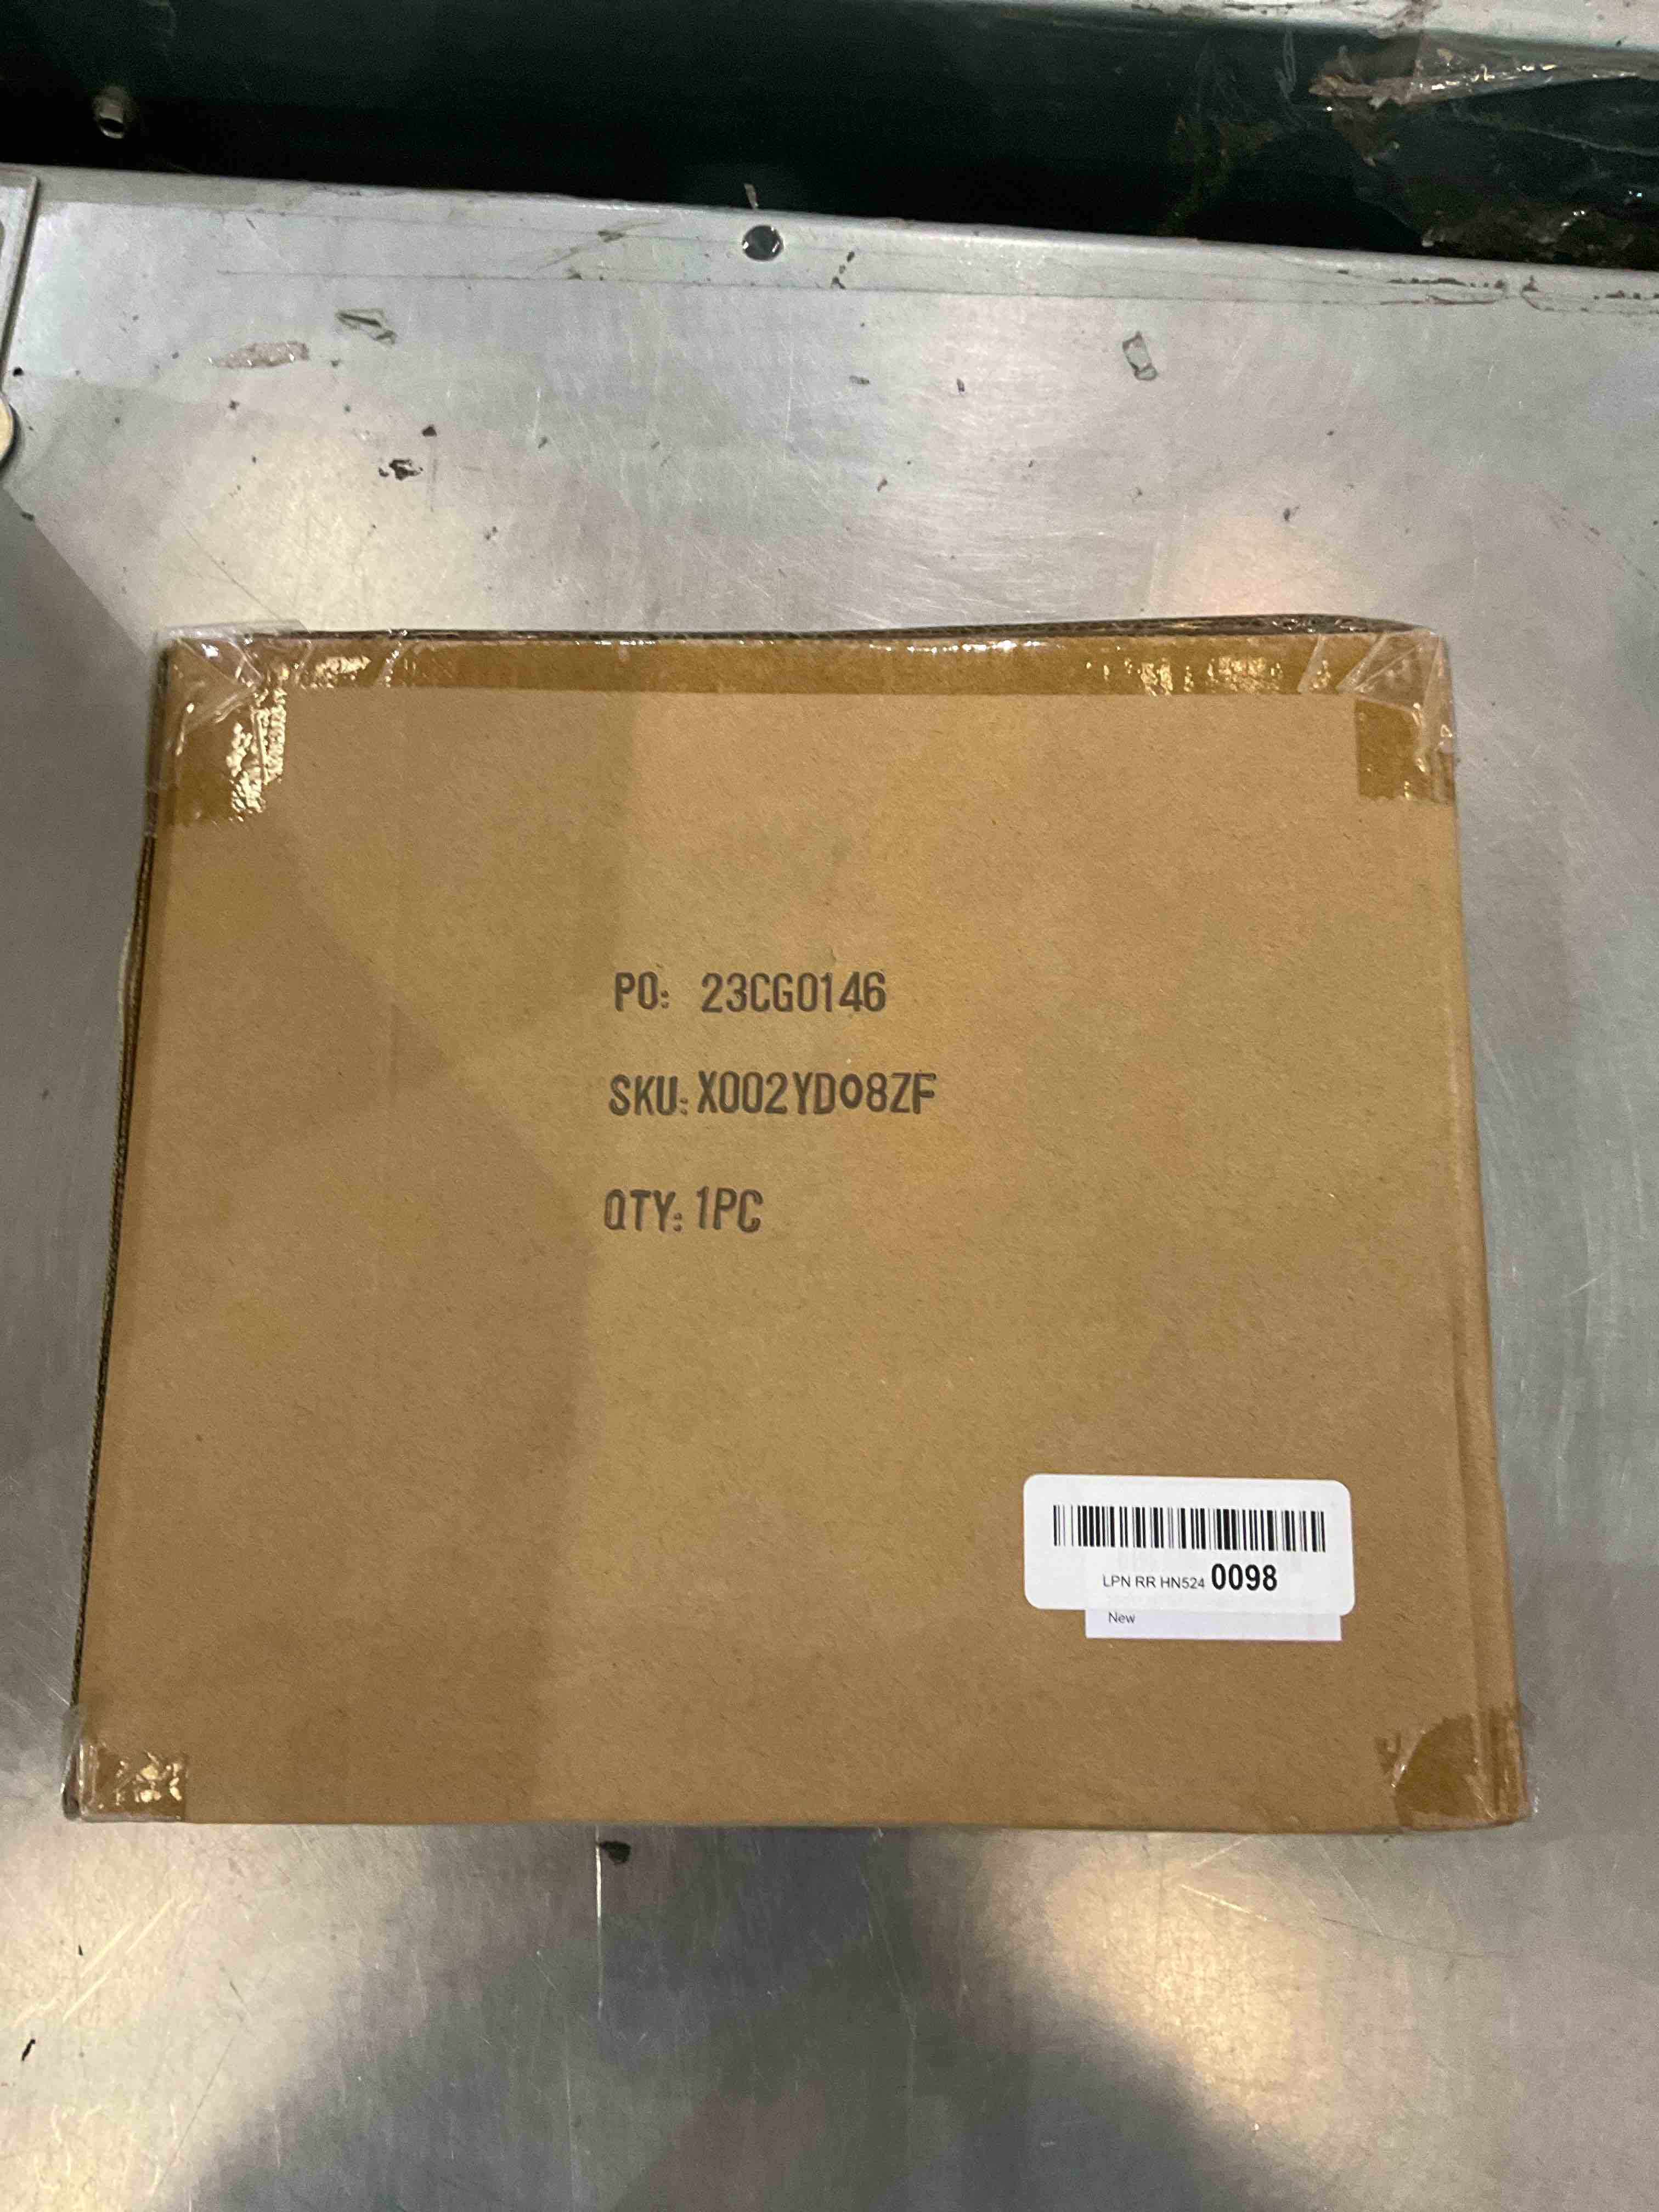 PO: 23CG0146
SKU: X002YD08ZF
QTY: 1PC
LPN RR HN524 0098
New